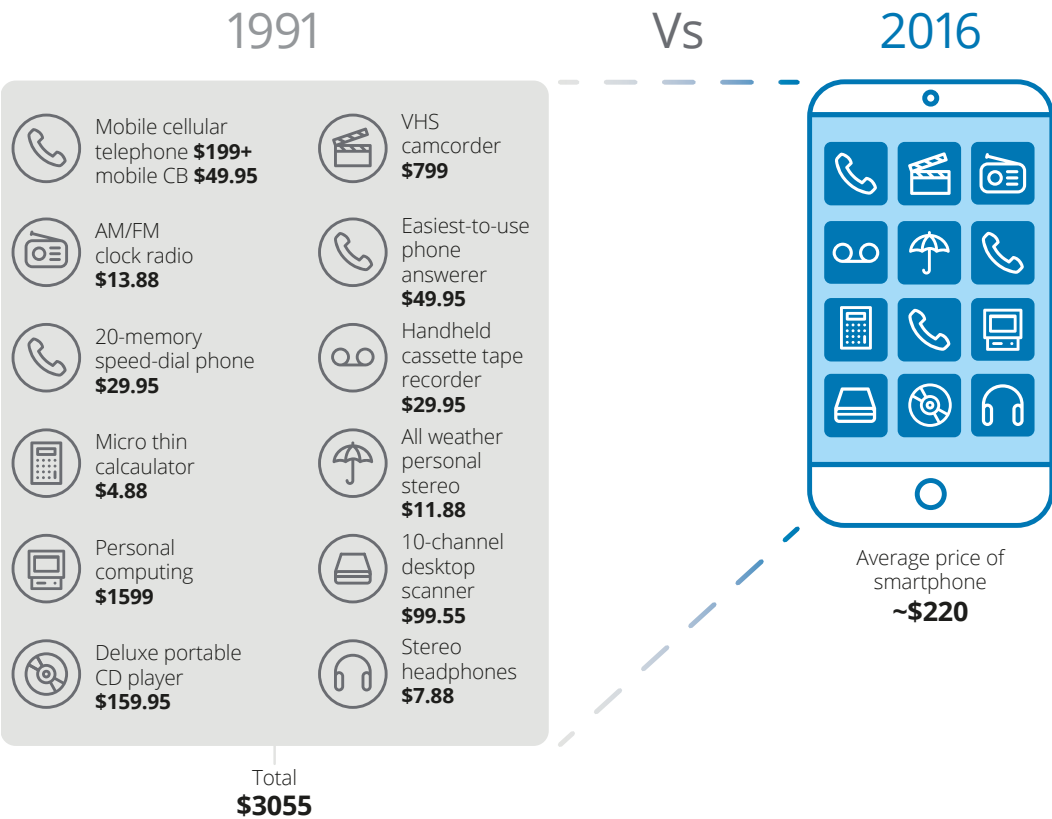 1991
Vs
2016
Mobile cellular
telephone $199+
mobile CB $49.95
AM/FM
clock radio
$13.88
20-memory
speed-dial phone
$29.95
Micro thin
calcaulator
$4.88
Personal
computing
$1599
Deluxe portable
CD player
$159.95
VHS
camcorder
$799
Easiest-to-use
phone
answerer
$49.95
Handheld
cassette tape
recorder
$29.95
All weather
personal
stereo
$11.88
10-channel
desktop
scanner
$99.55
Stereo
headphones
$7.88
Total
$3055
Average price of
smartphone
~$220